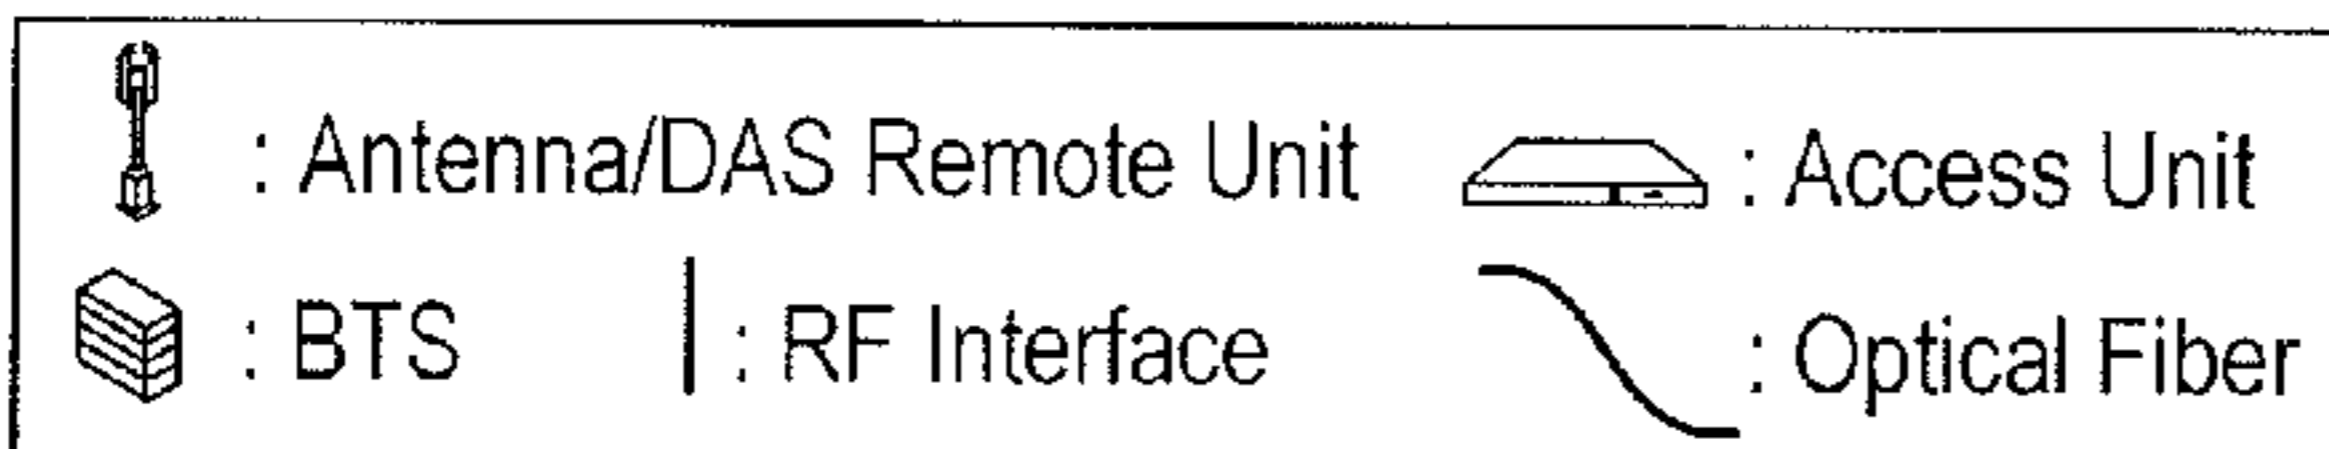 : Antenna/DAS Remote Unit : Access Unit
: BTS : RF Interface : Optical Fiber